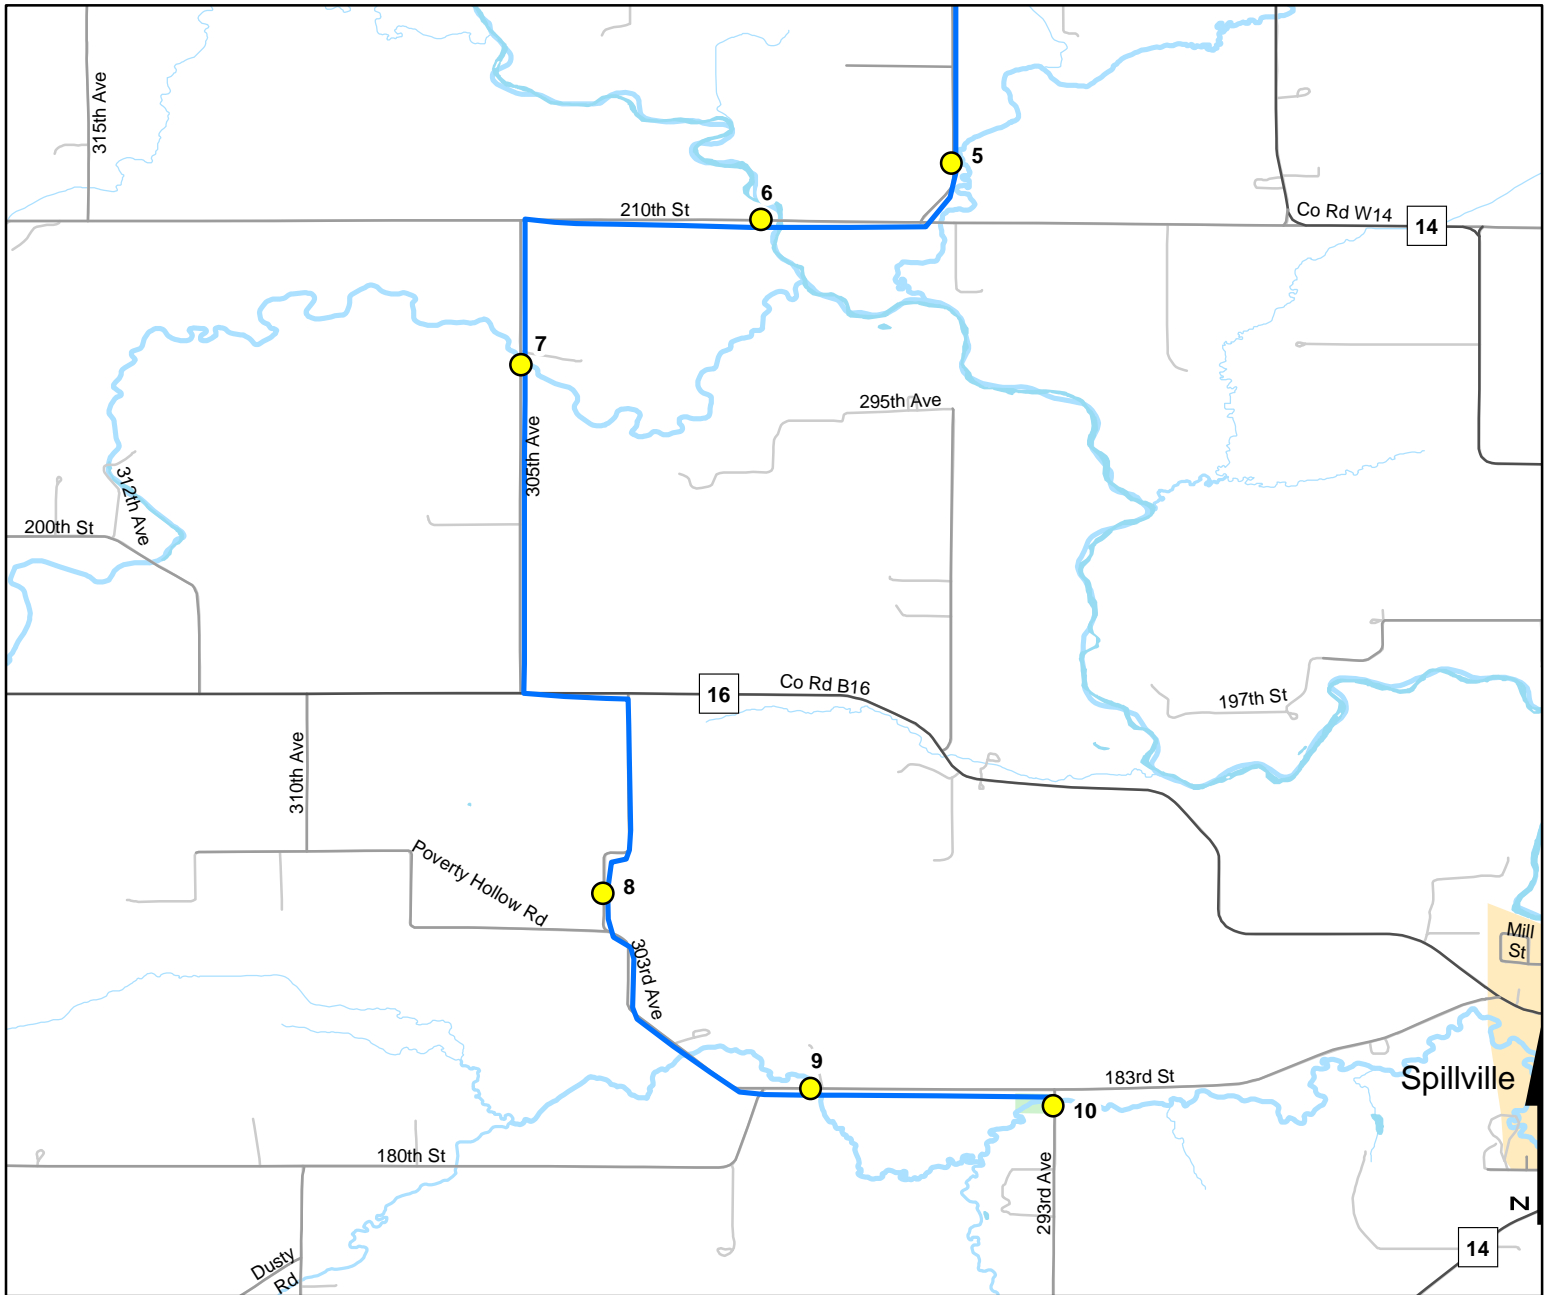 315th Ave
5
6
210th St
Co Rd W14
14
7
295th Ave
305th Ave
312th Ave
200th St
16
Co Rd B16
197th St
310th Ave
Poverty Hollow Rd
8
303rd Ave
Mill
St
9
183rd St
Spillville
10
180th St
293rd Ave
N
14
Dusty
Rd